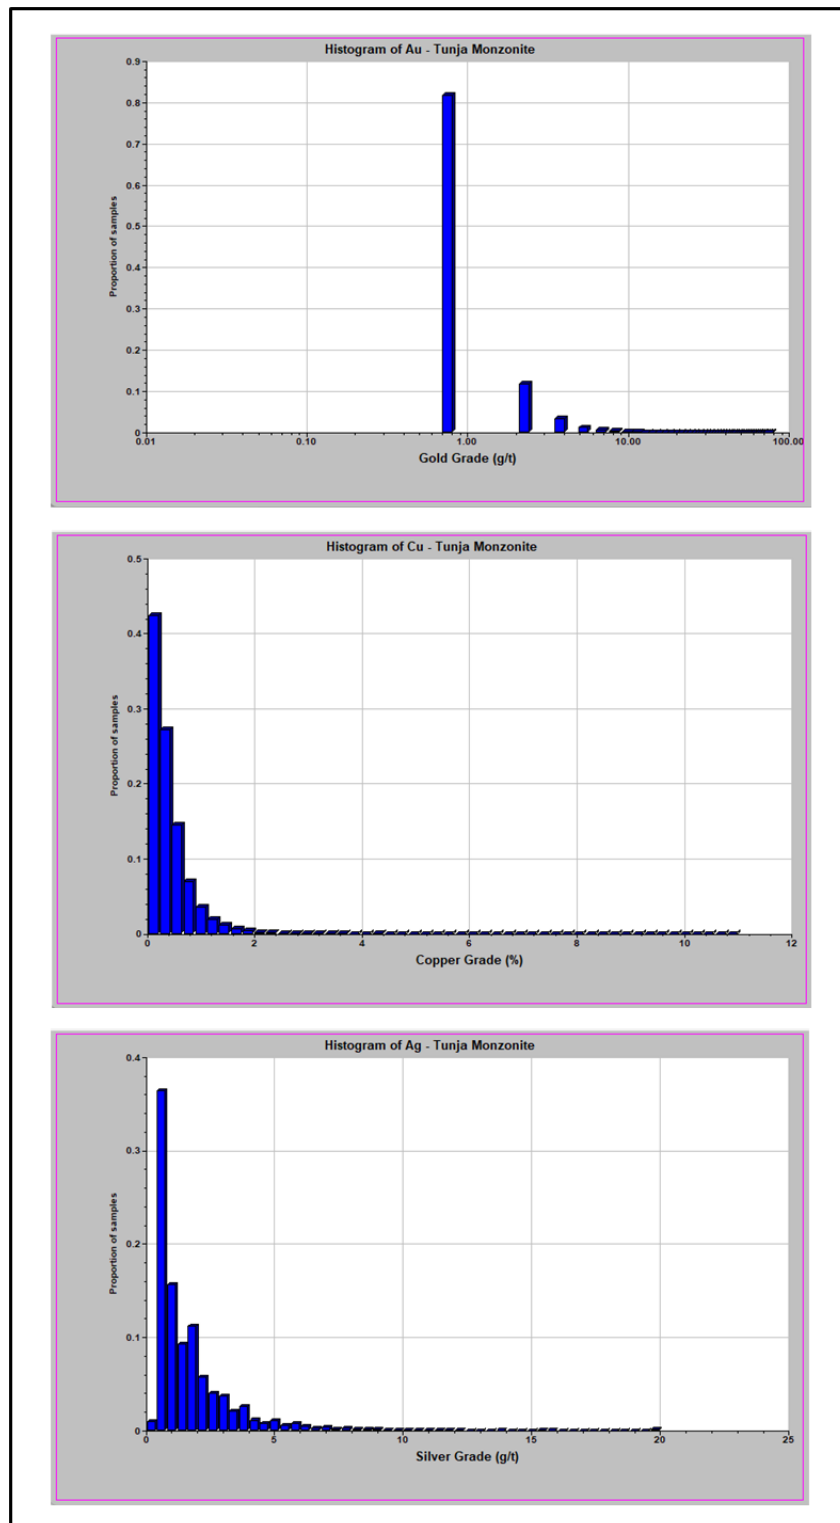 Histogram of Au - Tunja Monzonite
0.9
0.8
0.7
0.6
0.5
0.4
0.3
0.2
0.1
0
Proportion of samples
0.01 0.10 1.00 10.00 100.00
Gold Grade (g/t)
Histogram of Cu - Tunja Monzonite
0.5
0.4
0.3
0.2
0.1
0
Proportion of samples
0 2 4 6 8 10 12
Copper Grade (%)
Histogram of Ag - Tunja Monzonite
0.4
0.3
0.2
0.1
0
Proportion of samples
0 5 10 15 20 25
Silver Grade (g/t)